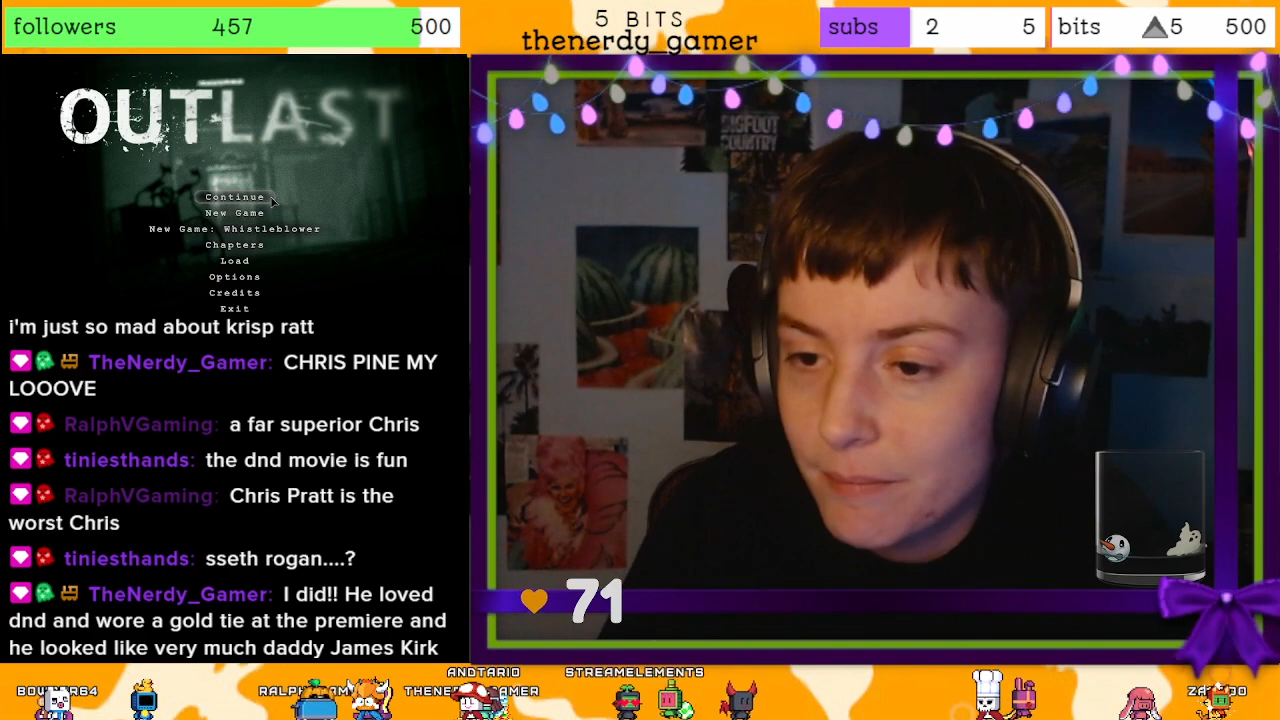 followers 457 500
5 BITS
thenerdy_gamer
subs 2 5
bits 5 500
OUTLAST
Continue
New Game
New Game: Whistleblower
Chapters
Load
Options
Credits
Exit
i'm just so mad about krisp ratt
TheNerdy_Gamer: CHRIS PINE MY
LOOOVE
RalphVGaming: a far superior Chris
tiniesthands: the dnd movie is fun
RalphVGaming: Chris Pratt is the
worst Chris
tiniesthands: sseth rogan....?
TheNerdy_Gamer: I did!! He loved
dnd and wore a gold tie at the premiere and
he looked like very much daddy James Kirk
BIGFOOT
COUNTRY
71
ANDTARIO
STREAMELEMENTS